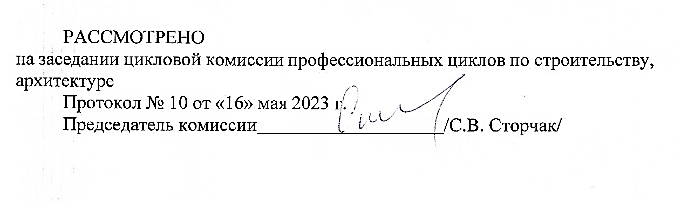 РАССМОТРЕНО
на заседании цикловой комиссии профессиональных циклов по строительству,
архитектуре
Протокол № 10 от «16» мая 2023 г.
Председатель комиссии____________________/С.В. Сторчак/